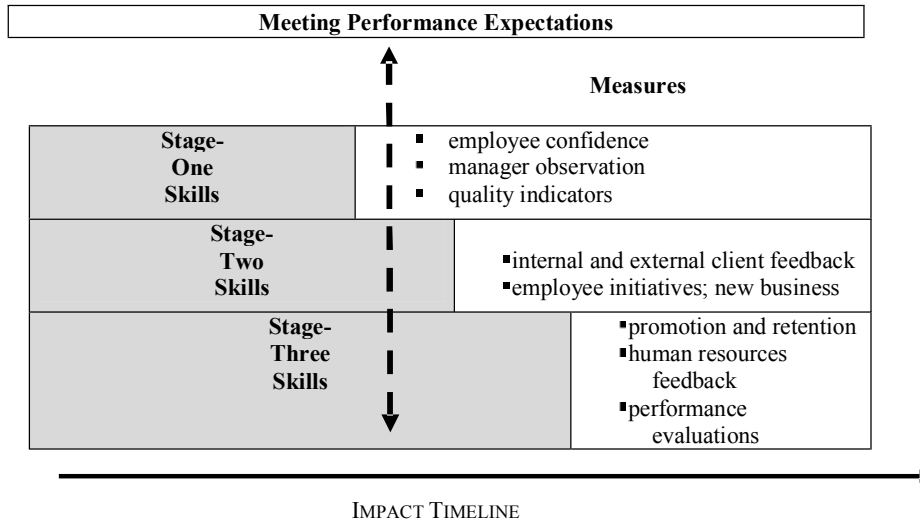 Meeting Performance Expectations
Measures
Stage-
One
Skills
▪ employee confidence
▪ manager observation
▪ quality indicators
Stage-
Two
Skills
▪internal and external client feedback
▪employee initiatives; new business
Stage-
Three
Skills
▪promotion and retention
▪human resources
feedback
▪performance
evaluations
IMPACT TIMELINE